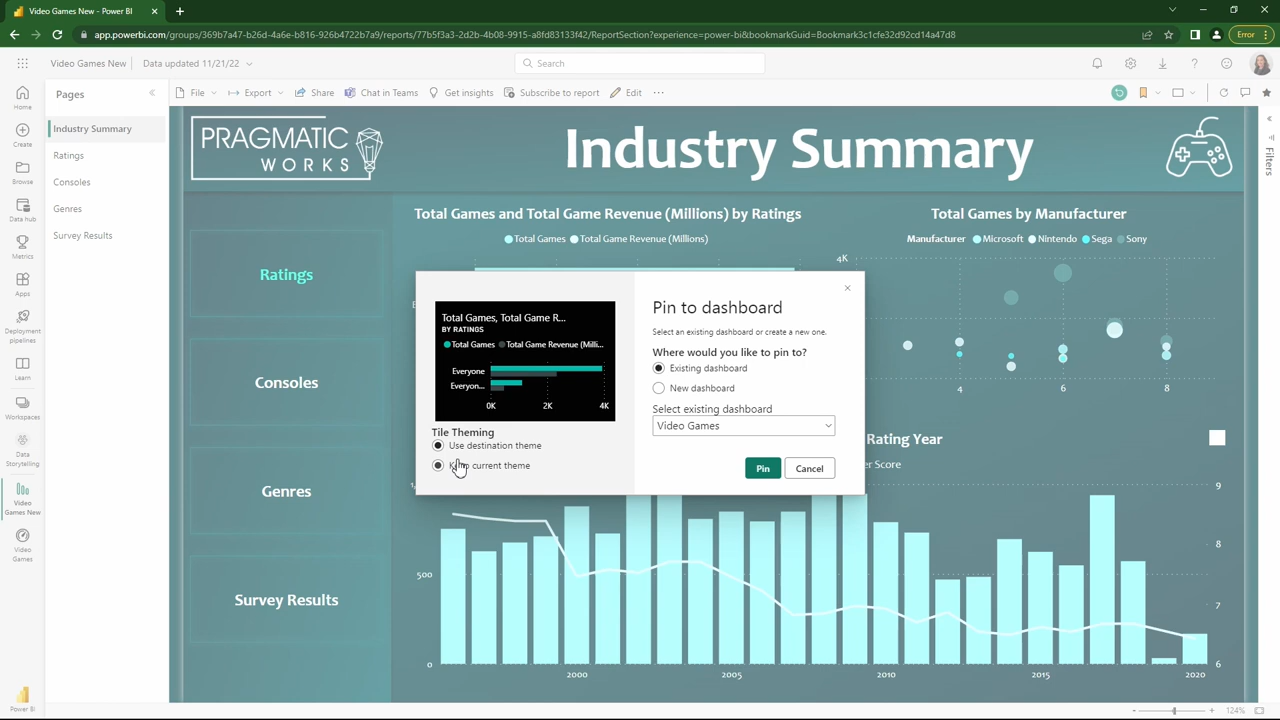 Video Games New - Power BI
app.powerbi.com/groups/369b7a47-b26d-4a6e-b816-926b4722b7a9/reports/77b5f3a3-2d2b-4d08-9915-a8fd83133f42/ReportSection?experience=power-bi&bookmarkGuid=Bookmark3c1cfe32d92cd14a47d8
Error
Video Games New
Data updated 11/21/22
Search
Pages
Industry Summary
Ratings
Consoles
Genres
Survey Results
Home
Create
Browse
Data hub
Metrics
Apps
Deployment
pipelines
Learn
Workspaces
Data
Storytelling
Video
Games New
Video
Games
Power BI
File
Export
Share
Chat in Teams
Get insights
Subscribe to report
Edit
Filters
PRAGMATIC
WORKS
Industry Summary
Ratings
Consoles
Genres
Survey Results
Total Games and Total Game Revenue (Millions) by Ratings
Total Games
Total Game Revenue (Millions)
Total Games by Manufacturer
Manufacturer
Microsoft
Nintendo
Sega
Sony
4K
4
6
8
Total Games, Total Game R...
BY RATINGS
Total Games
Total Game Revenue (Milli...
Everyone
Everyon...
0K
2K
4K
Tile Theming
Use destination theme
current theme
Pin to dashboard
Select an existing dashboard or create a new one.
Where would you like to pin to?
Existing dashboard
New dashboard
Select existing dashboard
Video Games
Pin
Cancel
Rating Year
Score
500
0
9
8
7
6
2000
2005
2010
2015
2020
124%